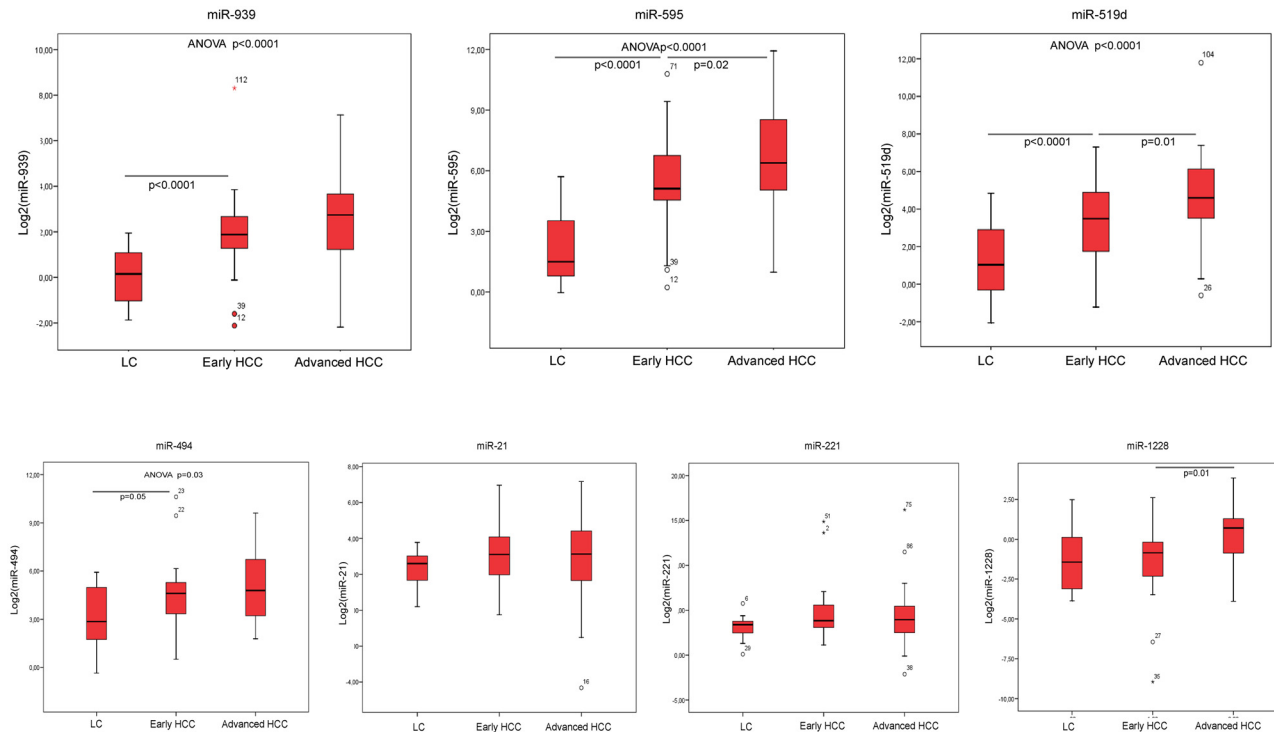 miR-939
ANOVA p<0.0001
p<0.0001
112
39
12
10,00
8,00
6,00
4,00
2,00
0,00
-2,00
Log2(miR-939)
LC
Early HCC
Advanced HCC
miR-595
ANOVAp<0.0001
p<0.0001
p=0.02
71
39
12
12,00
9,00
6,00
3,00
0,00
Log2(miR-595)
LC
Early HCC
Advanced HCC
miR-519d
ANOVA p<0.0001
p<0.0001
p=0.01
104
26
12,00
10,00
8,00
6,00
4,00
2,00
0,00
-2,00
Log2(miR-519d)
LC
Early HCC
Advanced HCC
miR-494
ANOVA p=0.03
p=0.05
23
22
12,00
9,00
6,00
3,00
0,00
Log2(miR-494)
LC
Early HCC
Advanced HCC
miR-21
16
8,00
6,00
-4,00
Log2(miR-21)
LC
Early HCC
Advanced HCC
miR-221
6
29
51
2
75
86
38
20,00
15,00
0,00
-5,00
Log2(miR-221)
LC
Early HCC
Advanced HCC
miR-1228
p=0.01
27
35
2,50
-2,50
-5,00
-7,50
-10,00
Log2(miR-1228)
LC
Early HCC
Advanced HCC